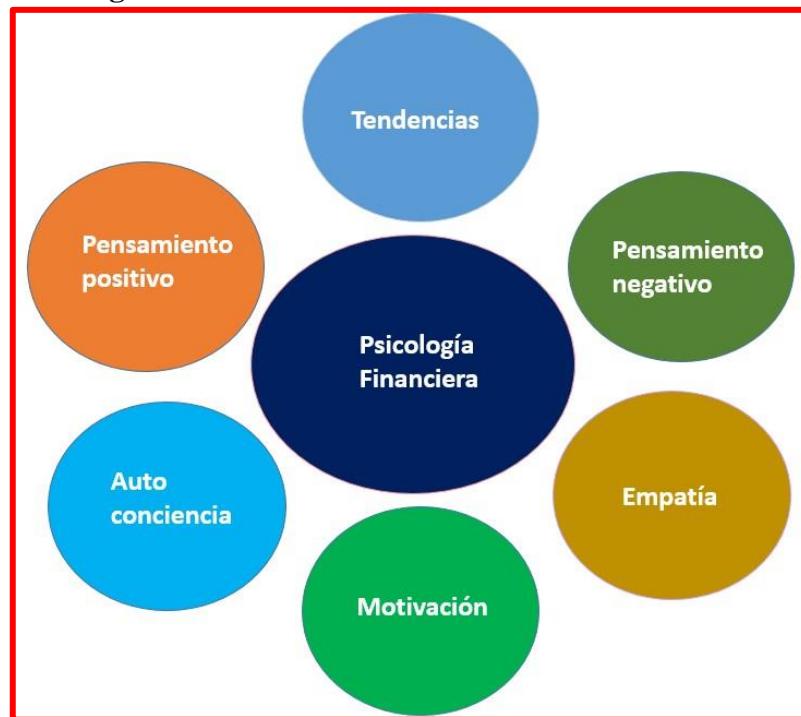 Tendencias
Pensamiento
positivo
Pensamiento
negativo
Psicología
Financiera
Auto
conciencia
Empatía
Motivación